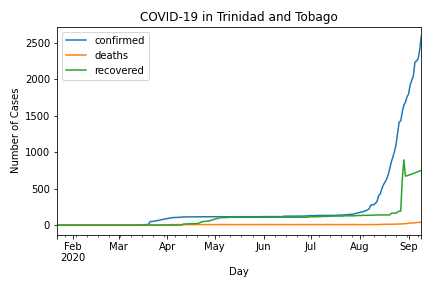 COVID-19 in Trinidad and Tobago
confirmed
deaths
recovered
Number of Cases
2500
2000
1500
1000
500
0
Feb Mar Apr May Jun Jul Aug Sep
2020
Day